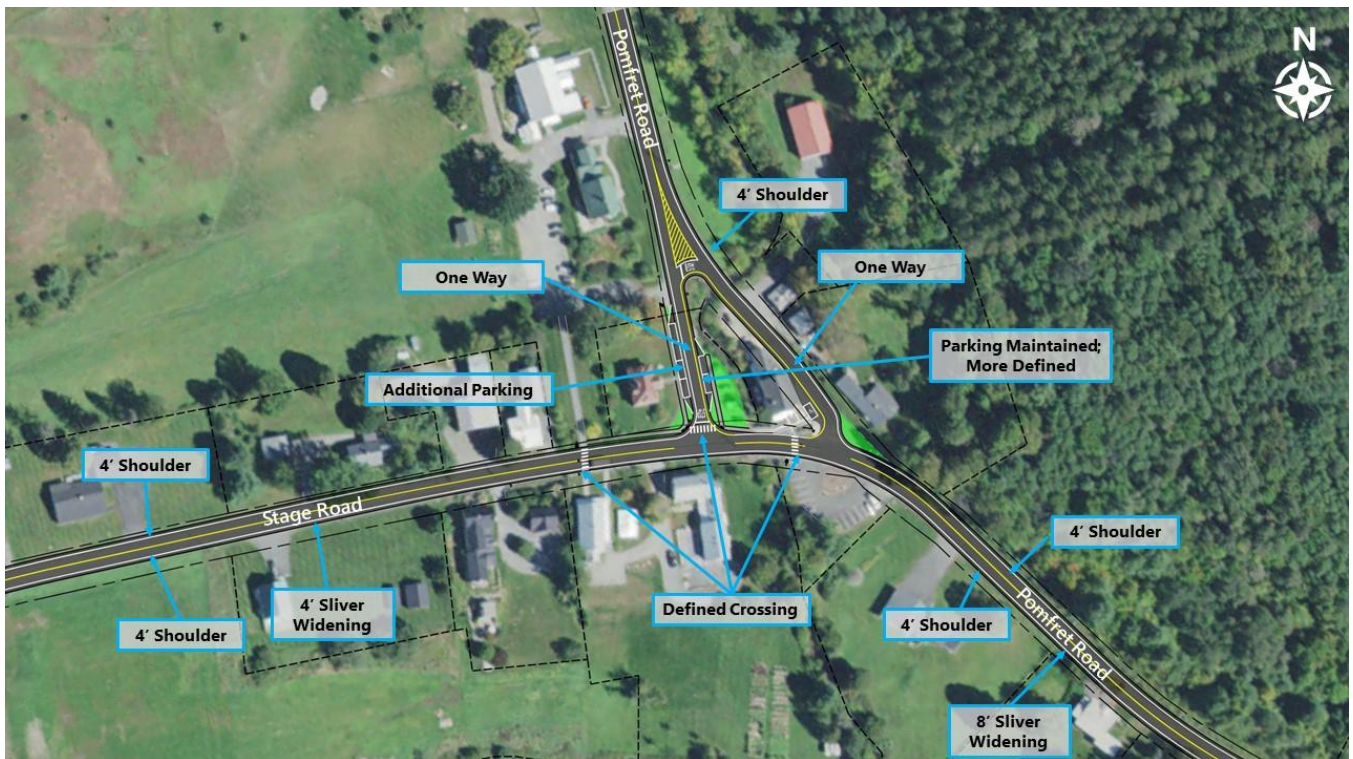 N
Pomfret Road
4' Shoulder
One Way
One Way
Parking Maintained;
More Defined
Additional Parking
4' Shoulder
Stage Road
4' Shoulder
4' Sliver
Widening
4' Shoulder
Defined Crossing
4' Shoulder
Pomfret Road
8' Sliver
Widening